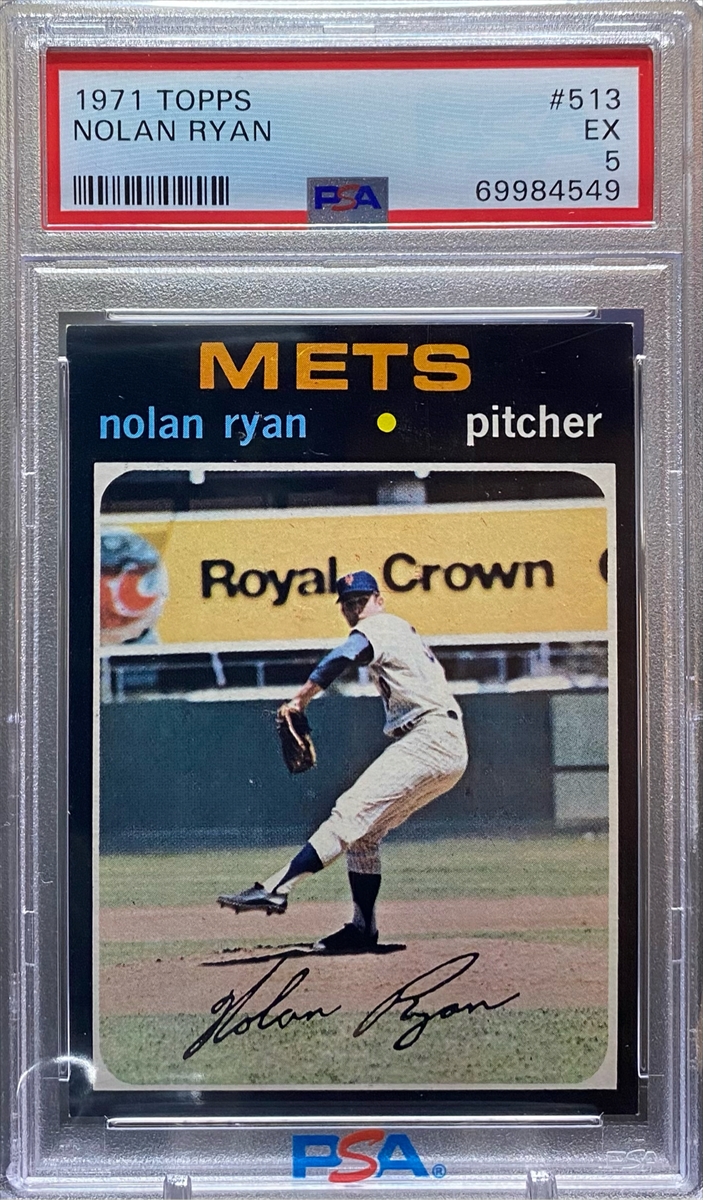 1971 TOPPS #513
NOLAN RYAN EX
5
PSA 69984549
METS
nolan ryan pitcher
Royal Crown
Nolan Ryan
PSA®